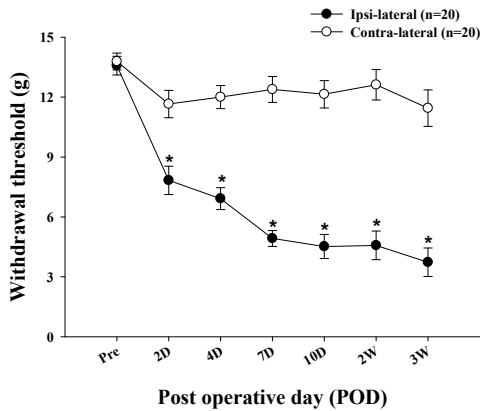 Ipsi-lateral (n=20)
Contra-lateral (n=20)
15
12
9
6
3
0
Withdrawal threshold (g)
*
*
*
*
*
*
Pre
2D
4D
7D
10D
2W
3W
Post operative day (POD)